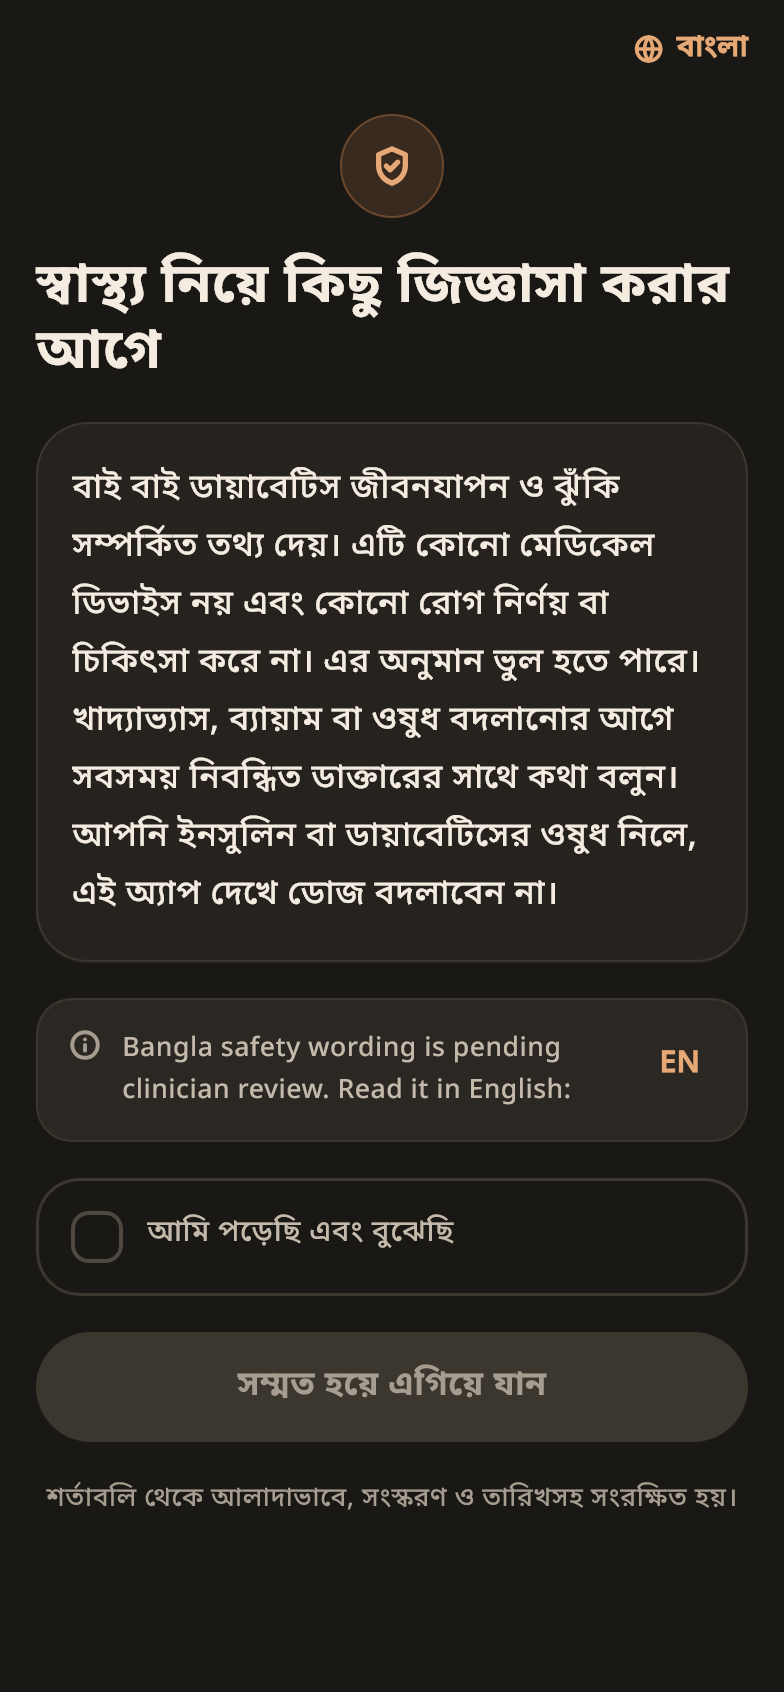 বাংলা
স্বাস্থ্য নিয়ে কিছু জিজ্ঞাসা করার
আগে
বাই বাই ডায়াবেটিস জীবনযাপন ও ঝুঁকি
সম্পর্কিত তথ্য দেয়। এটি কোনো মেডিকেল
ডিভাইস নয় এবং কোনো রোগ নির্ণয় বা
চিকিৎসা করে না। এর অনুমান ভুল হতে পারে।
খাদ্যাভ্যাস, ব্যায়াম বা ওষুধ বদলানোর আগে
সবসময় নিবন্ধিত ডাক্তারের সাথে কথা বলুন।
আপনি ইনসুলিন বা ডায়াবেটিসের ওষুধ নিলে,
এই অ্যাপ দেখে ডোজ বদলাবেন না।
Bangla safety wording is pending
clinician review. Read it in English:
EN
আমি পড়েছি এবং বুঝেছি
সম্মত হয়ে এগিয়ে যান
শর্তাবলি থেকে আলাদাভাবে, সংস্করণ ও তারিখসহ সংরক্ষিত হয়।